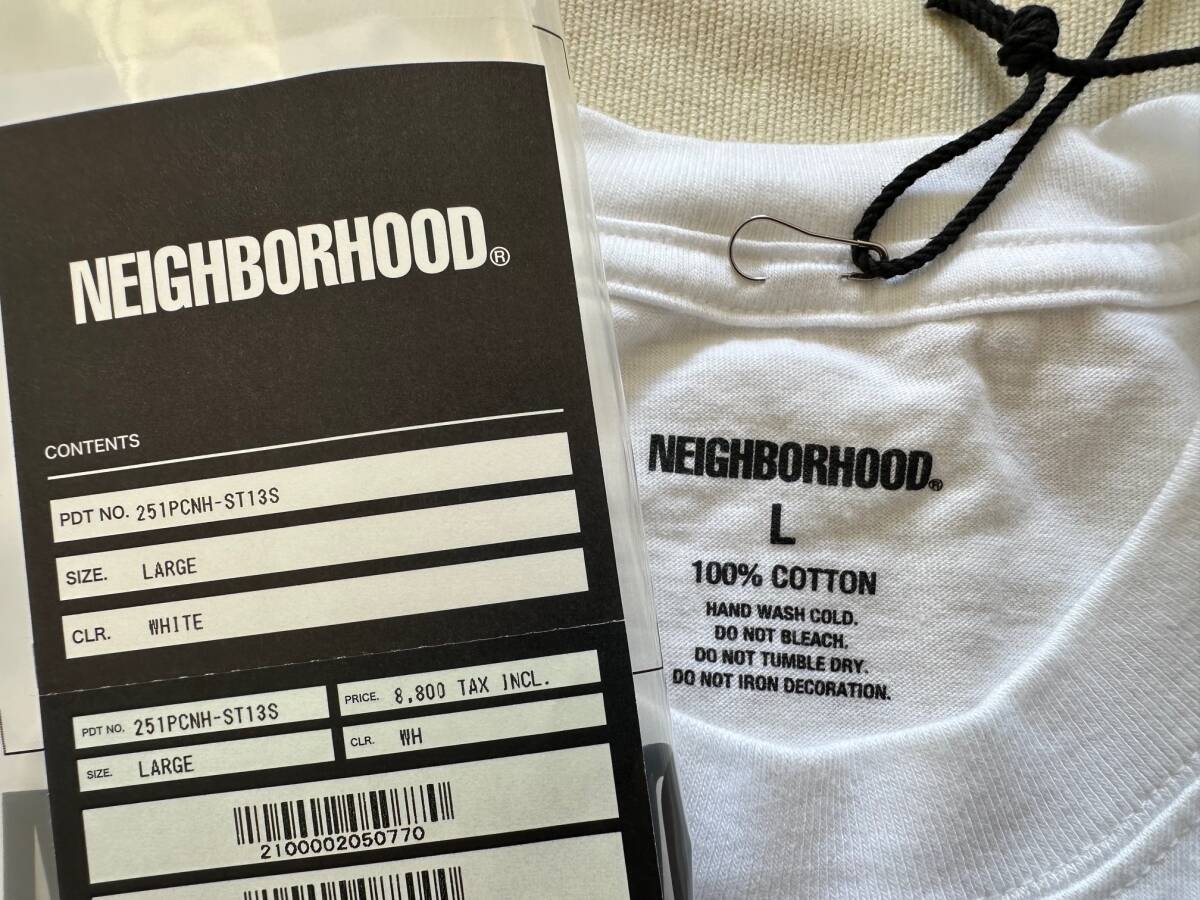 NEIGHBORHOOD®
CONTENTS
PDT NO. 251PCNH-ST13S
SIZE. LARGE
CLR. WHITE
PDT NO. 251PCNH-ST13S
PRICE. 8,800 TAX INCL.
SIZE. LARGE
CLR. WH
2100002050770
NEIGHBORHOOD®
L
100% COTTON
HAND WASH COLD.
DO NOT BLEACH.
DO NOT TUMBLE DRY.
DO NOT IRON DECORATION.